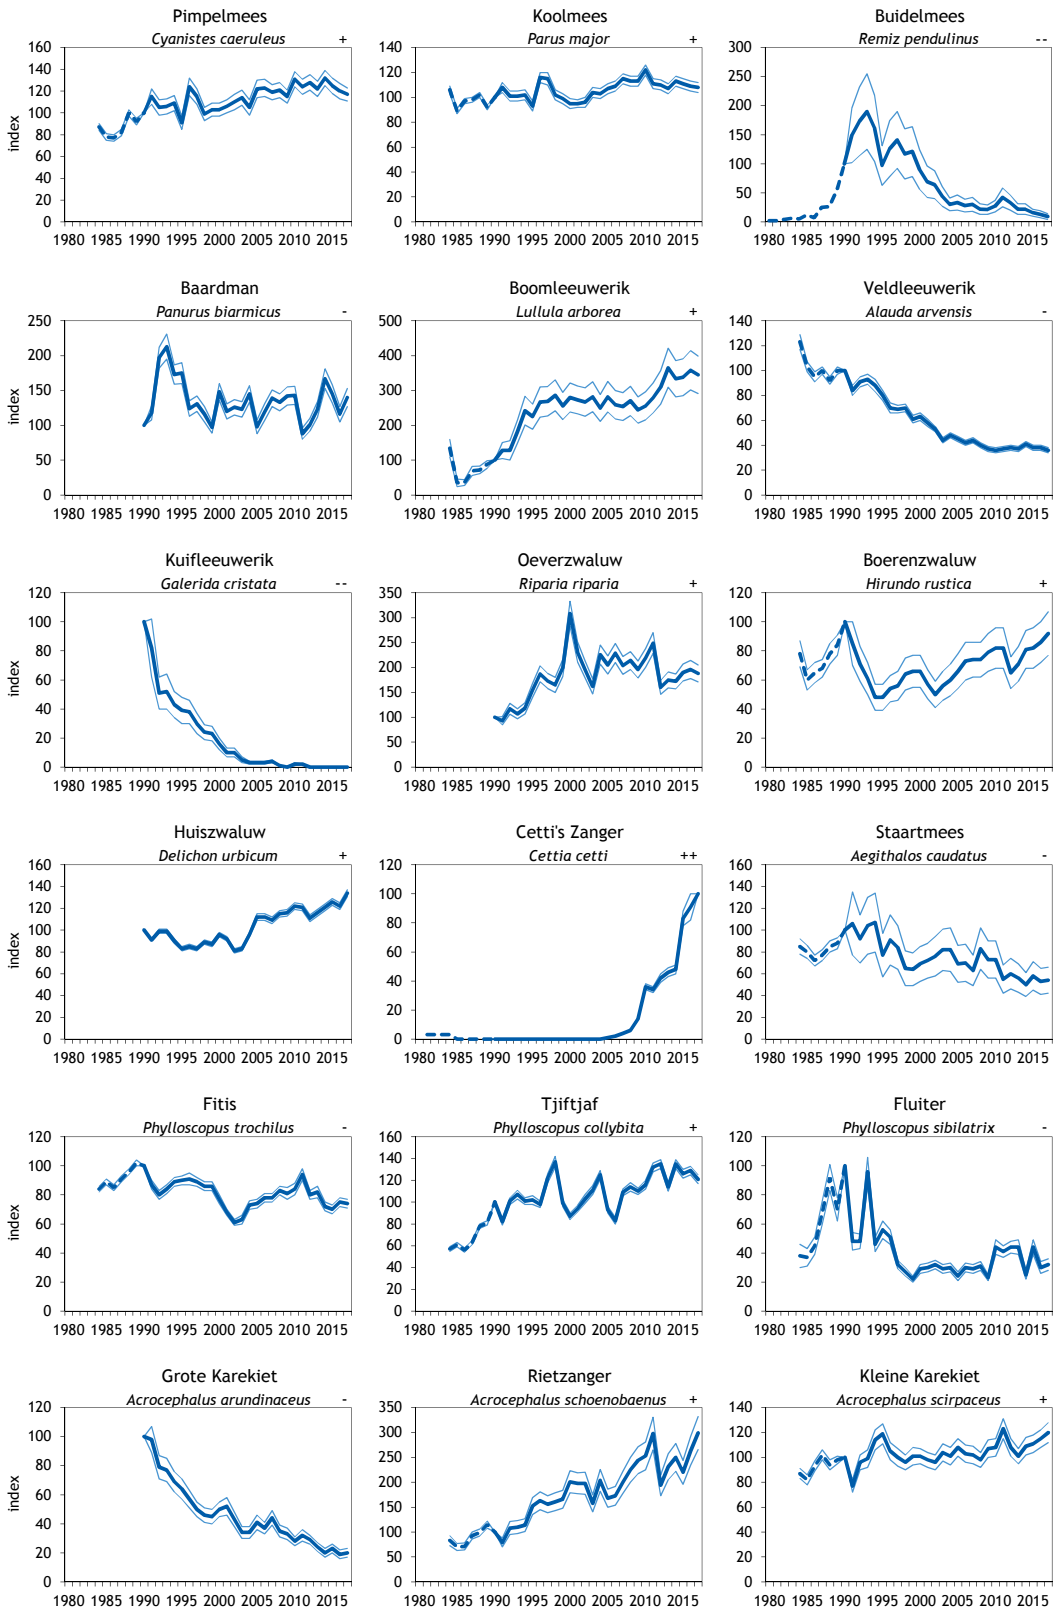 Pimpelmees
Cyanistes caeruleus +
160
140
120
100
80
60
40
20
0
index
1980 1985 1990 1995 2000 2005 2010 2015
Koolmees
Parus major +
140
120
100
80
60
40
20
0
1980 1985 1990 1995 2000 2005 2010 2015
Buidelmees
Remiz pendulinus --
300
250
200
150
100
50
0
1980 1985 1990 1995 2000 2005 2010 2015
Baardman
Panurus biarmicus -
250
200
150
100
50
0
index
1980 1985 1990 1995 2000 2005 2010 2015
Boomleeuwerik
Lullula arborea +
500
400
300
200
100
0
1980 1985 1990 1995 2000 2005 2010 2015
Veldleeuwerik
Alauda arvensis -
140
120
100
80
60
40
20
0
1980 1985 1990 1995 2000 2005 2010 2015
Kuifleeuwerik
Galerida cristata --
120
100
80
60
40
20
0
index
1980 1985 1990 1995 2000 2005 2010 2015
Oeverzwaluw
Riparia riparia +
350
300
250
200
150
100
50
0
1980 1985 1990 1995 2000 2005 2010 2015
Boerenzwaluw
Hirundo rustica +
120
100
80
60
40
20
0
1980 1985 1990 1995 2000 2005 2010 2015
Huiszwaluw
Delichon urbicum +
160
140
120
100
80
60
40
20
0
index
1980 1985 1990 1995 2000 2005 2010 2015
Cetti's Zanger
Cettia cetti ++
120
100
80
60
40
20
0
1980 1985 1990 1995 2000 2005 2010 2015
Staartmees
Aegithalos caudatus -
160
140
120
100
80
60
40
20
0
1980 1985 1990 1995 2000 2005 2010 2015
Fitis
Phylloscopus trochilus -
120
100
80
60
40
20
0
index
1980 1985 1990 1995 2000 2005 2010 2015
Tjiftjaf
Phylloscopus collybita +
160
140
120
100
80
60
40
20
0
1980 1985 1990 1995 2000 2005 2010 2015
Fluiter
Phylloscopus sibilatrix -
120
100
80
60
40
20
0
1980 1985 1990 1995 2000 2005 2010 2015
Grote Karekiet
Acrocephalus arundinaceus -
120
100
80
60
40
20
0
index
1980 1985 1990 1995 2000 2005 2010 2015
Rietzanger
Acrocephalus schoenobaenus +
350
300
250
200
150
100
50
0
1980 1985 1990 1995 2000 2005 2010 2015
Kleine Karekiet
Acrocephalus scirpaceus +
140
120
100
80
60
40
20
0
1980 1985 1990 1995 2000 2005 2010 2015